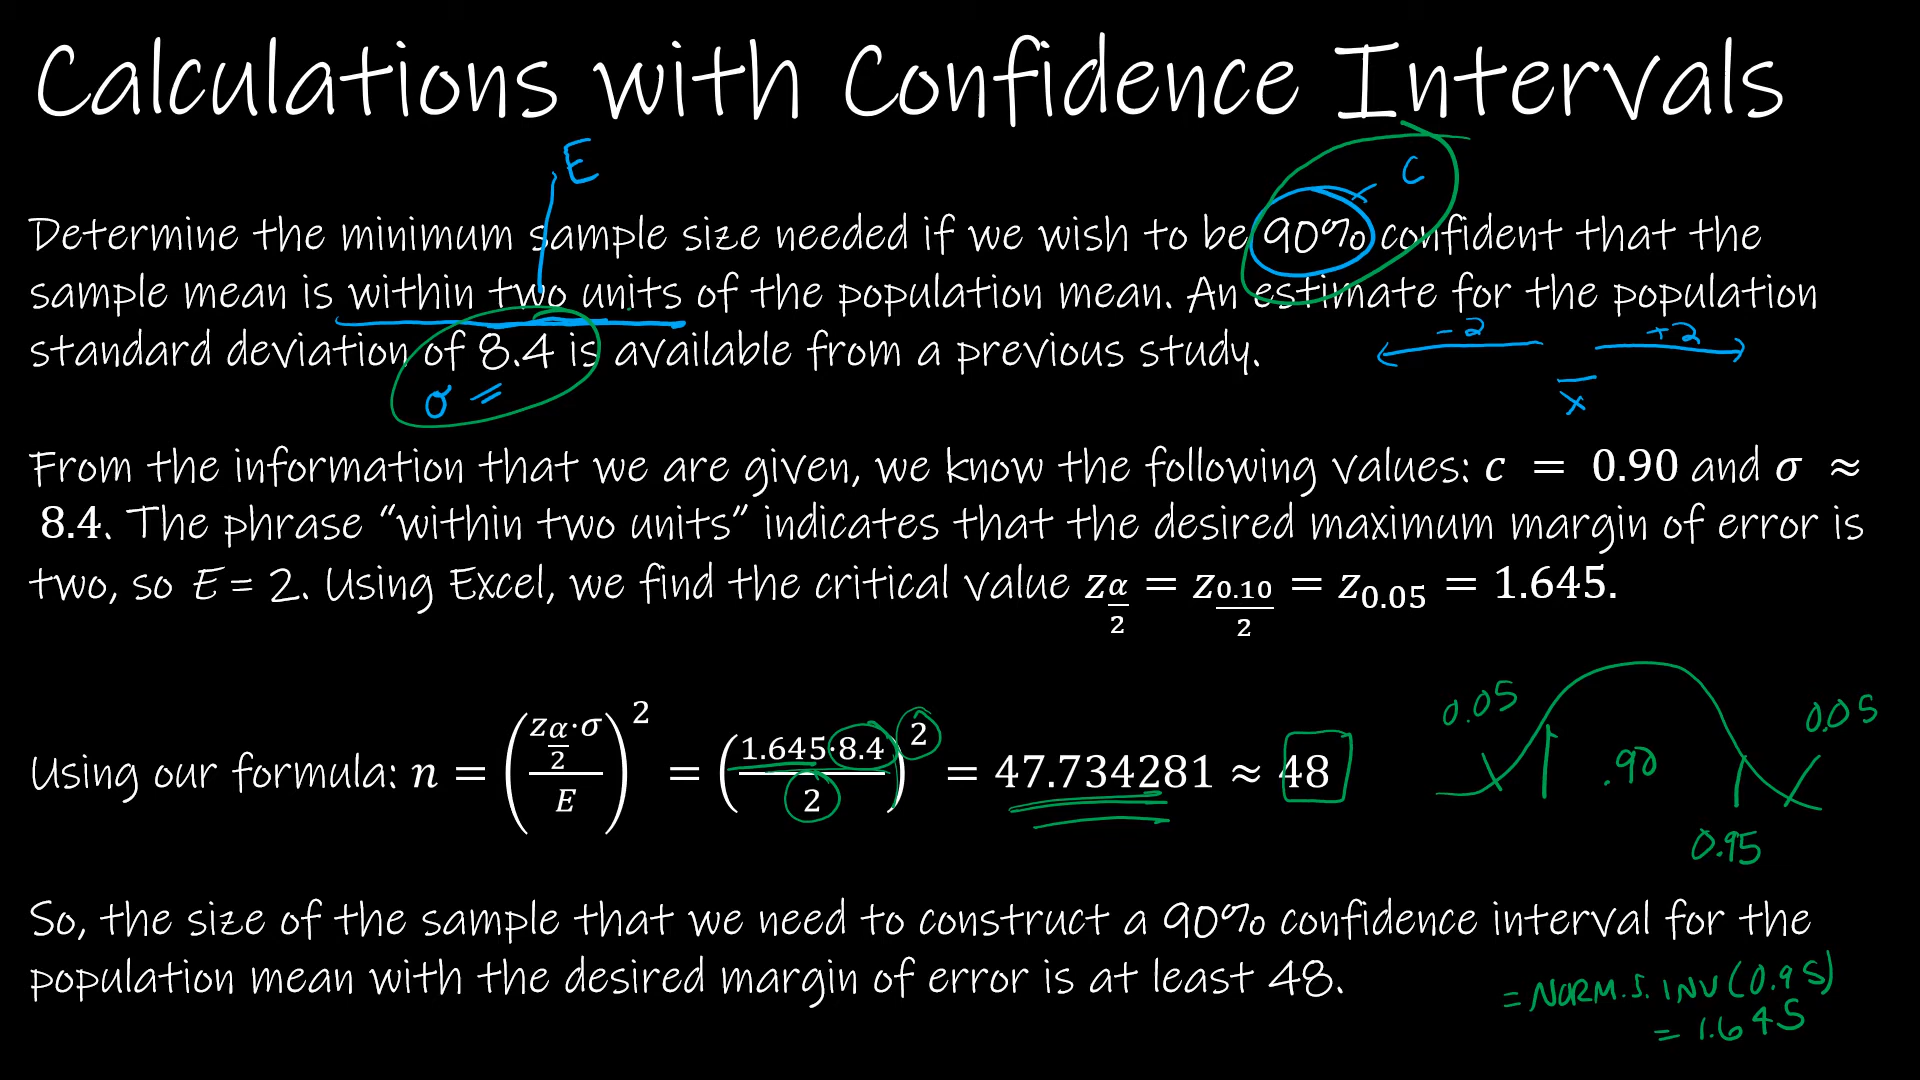 Calculations with Confidence Intervals
E
c
Determine the minimum sample size needed if we wish to be 90% confident that the
sample mean is within two units of the population mean. An estimate for the population
standard deviation of 8.4 is available from a previous study.
-2 +2
σ =
x̅
From the information that we are given, we know the following values: c = 0.90 and σ ≈
8.4. The phrase “within two units” indicates that the desired maximum margin of error is
two, so E = 2. Using Excel, we find the critical value z_(α/2) = z_(0.10/2) = z_0.05 = 1.645.
0.05 .90 0.05
0.95
Using our formula: n = ((z_(α/2)·σ)/E)² = ((1.645·8.4)/2)² = 47.734281 ≈ 48
So, the size of the sample that we need to construct a 90% confidence interval for the
population mean with the desired margin of error is at least 48.
= NORM.S.INV(0.95)
= 1.645